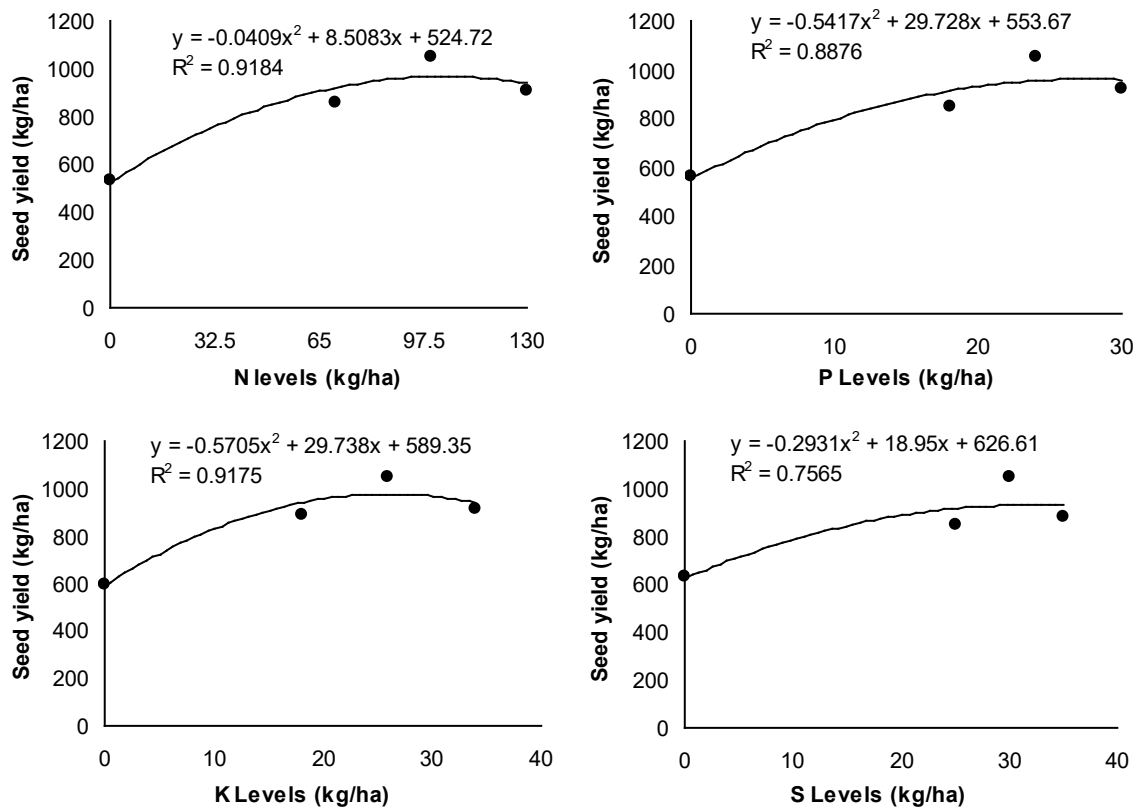 y = -0.0409x² + 8.5083x + 524.72
R² = 0.9184
Seed yield (kg/ha)
1200
1000
800
600
400
200
0
0 32.5 65 97.5 130
N levels (kg/ha)
y = -0.5417x² + 29.728x + 553.67
R² = 0.8876
Seed yield (kg/ha)
1200
1000
800
600
400
200
0
0 10 20 30
P Levels (kg/ha)
y = -0.5705x² + 29.738x + 589.35
R² = 0.9175
Seed yield (kg/ha)
1200
1000
800
600
400
200
0
0 10 20 30 40
K Levels (kg/ha)
y = -0.2931x² + 18.95x + 626.61
R² = 0.7565
Seed yield (kg/ha)
1200
1000
800
600
400
200
0
0 10 20 30 40
S Levels (kg/ha)